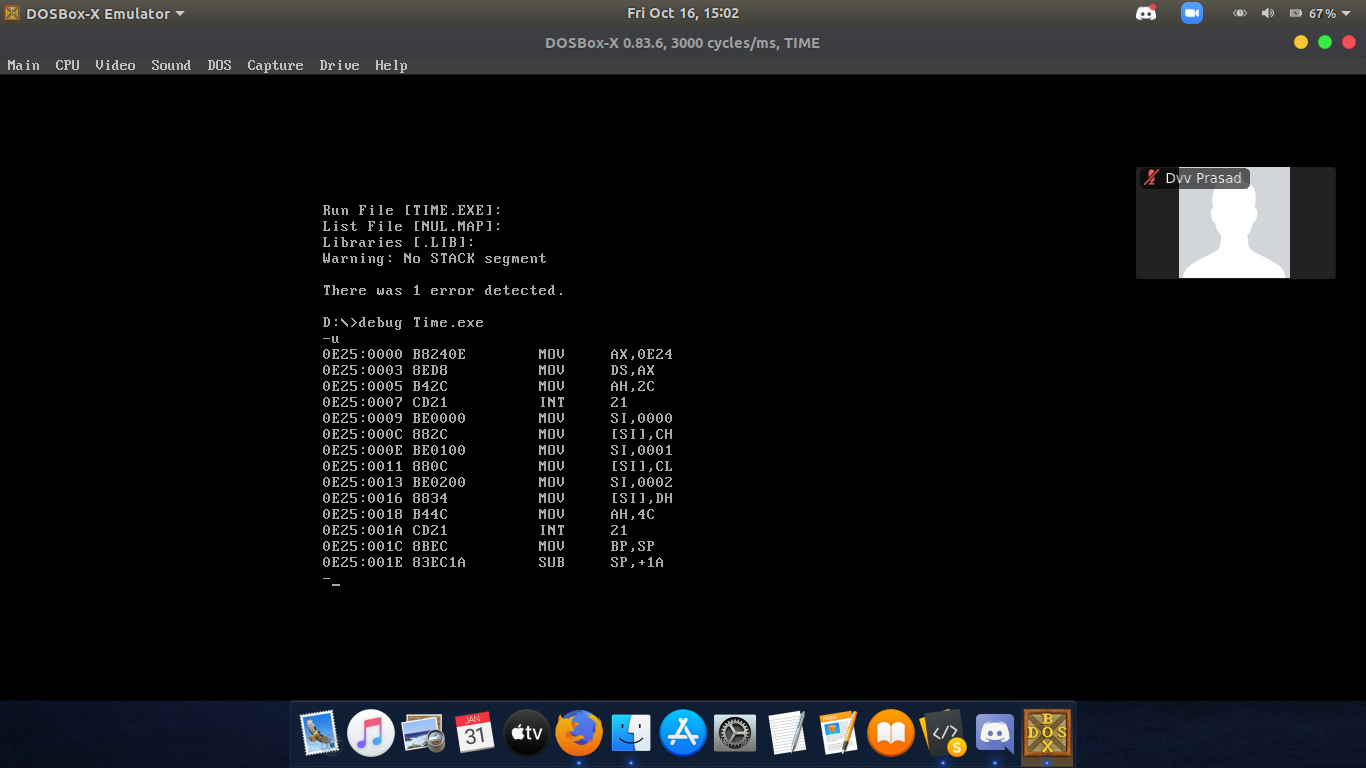 DOSBox-X Emulator
Fri Oct 16, 15:02
67%
DOSBox-X 0.83.6, 3000 cycles/ms, TIME
Main CPU Video Sound DOS Capture Drive Help
Dvv Prasad
Run File [TIME.EXE]:
List File [NUL.MAP]:
Libraries [.LIB]:
Warning: No STACK segment
There was 1 error detected.
D:\>debug Time.exe
-u
0E25:0000 B8240E MOV AX,0E24
0E25:0003 8ED8 MOV DS,AX
0E25:0005 B42C MOV AH,2C
0E25:0007 CD21 INT 21
0E25:0009 BE0000 MOV SI,0000
0E25:000C 882C MOV [SI],CH
0E25:000E BE0100 MOV SI,0001
0E25:0011 880C MOV [SI],CL
0E25:0013 BE0200 MOV SI,0002
0E25:0016 8834 MOV [SI],DH
0E25:0018 B44C MOV AH,4C
0E25:001A CD21 INT 21
0E25:001C 8BEC MOV BP,SP
0E25:001E 83EC1A SUB SP,+1A
-_
JAN
31
tv
</> S
BDOSX